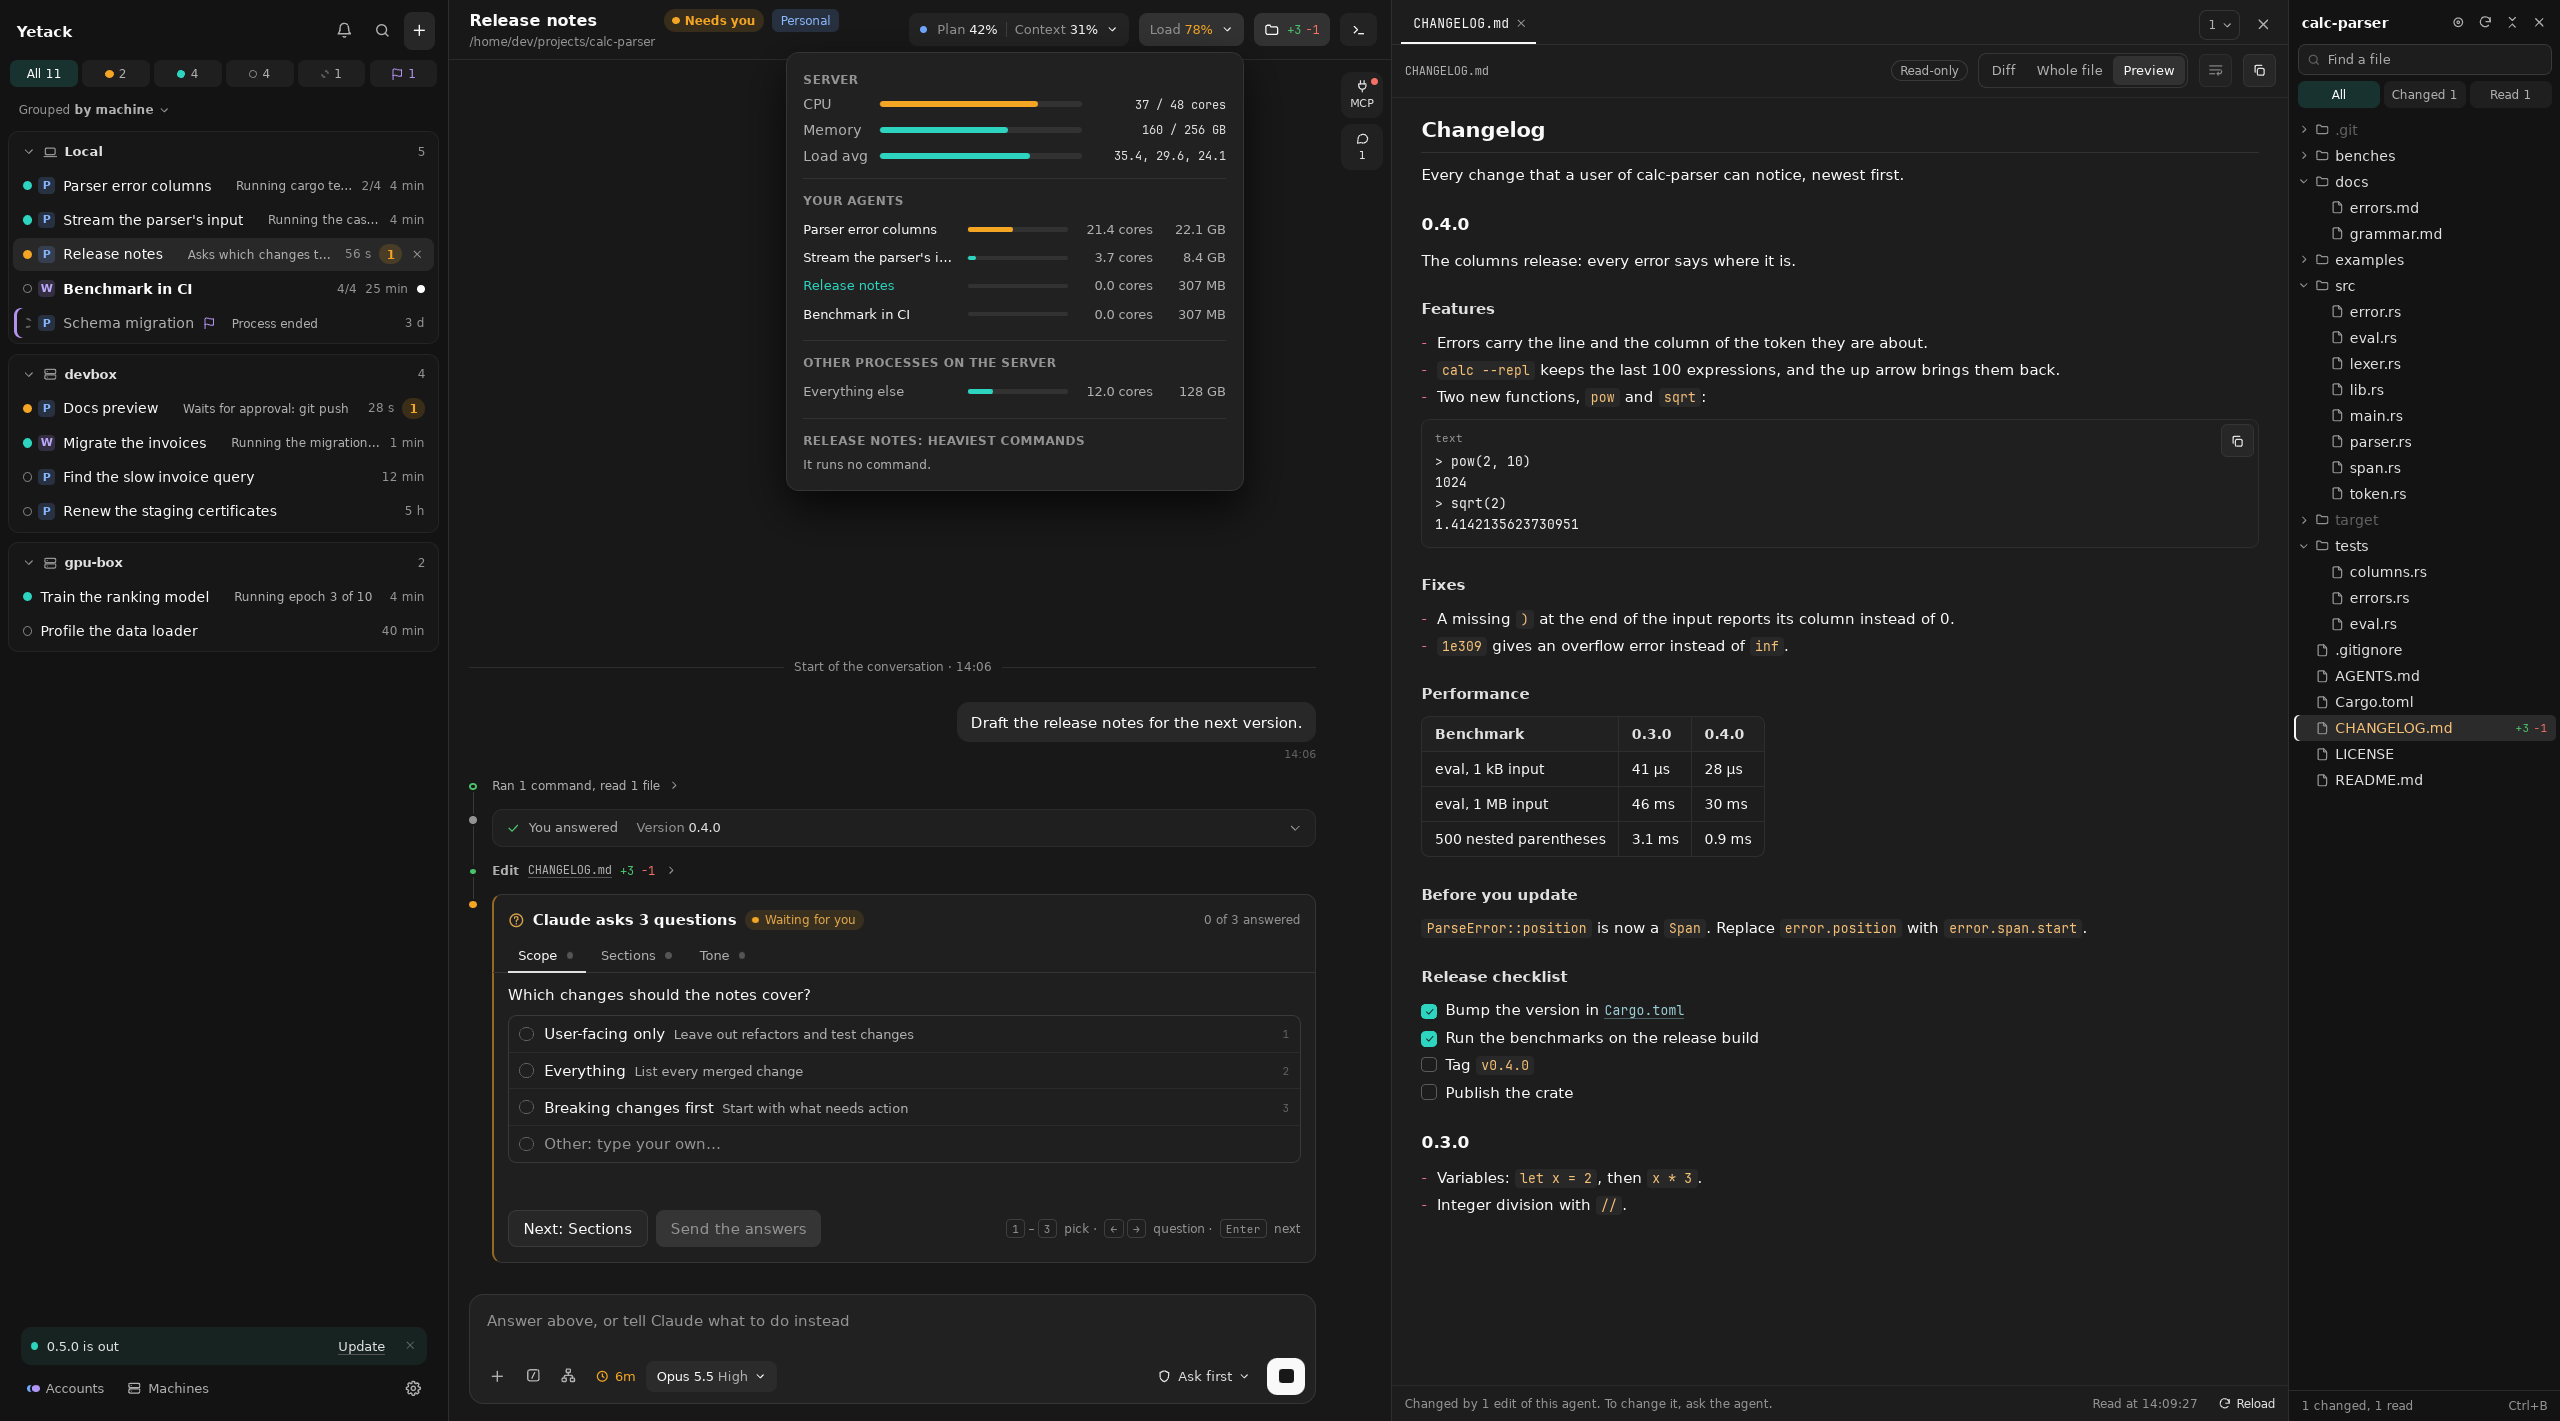 Yetack
All 11
2
4
4
1
1
Grouped by machine
Local 5
P Parser error columns Running cargo te... 2/4 4 min
P Stream the parser's input Running the cas... 4 min
P Release notes Asks which changes t... 56 s 1
W Benchmark in CI 4/4 25 min
P Schema migration Process ended 3 d
devbox 4
P Docs preview Waits for approval: git push 28 s 1
W Migrate the invoices Running the migration... 1 min
P Find the slow invoice query 12 min
P Renew the staging certificates 5 h
gpu-box 2
Train the ranking model Running epoch 3 of 10 4 min
Profile the data loader 40 min
0.5.0 is out Update
Accounts Machines
Release notes Needs you Personal
/home/dev/projects/calc-parser
Plan 42% Context 31%
Load 78%
+3 -1
MCP
1
SERVER
CPU 37 / 48 cores
Memory 160 / 256 GB
Load avg 35.4, 29.6, 24.1
YOUR AGENTS
Parser error columns 21.4 cores 22.1 GB
Stream the parser's i... 3.7 cores 8.4 GB
Release notes 0.0 cores 307 MB
Benchmark in CI 0.0 cores 307 MB
OTHER PROCESSES ON THE SERVER
Everything else 12.0 cores 128 GB
RELEASE NOTES: HEAVIEST COMMANDS
It runs no command.
Start of the conversation · 14:06
Draft the release notes for the next version.
14:06
Ran 1 command, read 1 file
You answered Version 0.4.0
Edit CHANGELOG.md +3 -1
Claude asks 3 questions Waiting for you 0 of 3 answered
Scope Sections Tone
Which changes should the notes cover?
User-facing only Leave out refactors and test changes 1
Everything List every merged change 2
Breaking changes first Start with what needs action 3
Other: type your own...
Next: Sections Send the answers 1 – 3 pick · ← → question · Enter next
Answer above, or tell Claude what to do instead
6m Opus 5.5 High Ask first
CHANGELOG.md
1
CHANGELOG.md Read-only Diff Whole file Preview
Changelog
Every change that a user of calc-parser can notice, newest first.
0.4.0
The columns release: every error says where it is.
Features
- Errors carry the line and the column of the token they are about.
- calc --repl keeps the last 100 expressions, and the up arrow brings them back.
- Two new functions, pow and sqrt:
text
> pow(2, 10)
1024
> sqrt(2)
1.4142135623730951
Fixes
- A missing ) at the end of the input reports its column instead of 0.
- 1e309 gives an overflow error instead of inf.
Performance
Benchmark 0.3.0 0.4.0
eval, 1 kB input 41 µs 28 µs
eval, 1 MB input 46 ms 30 ms
500 nested parentheses 3.1 ms 0.9 ms
Before you update
ParseError::position is now a Span. Replace error.position with error.span.start.
Release checklist
Bump the version in Cargo.toml
Run the benchmarks on the release build
Tag v0.4.0
Publish the crate
0.3.0
- Variables: let x = 2, then x * 3.
- Integer division with //.
Changed by 1 edit of this agent. To change it, ask the agent. Read at 14:09:27 Reload
calc-parser
Find a file
All Changed 1 Read 1
.git
benches
docs
errors.md
grammar.md
examples
src
error.rs
eval.rs
lexer.rs
lib.rs
main.rs
parser.rs
span.rs
token.rs
target
tests
columns.rs
errors.rs
eval.rs
.gitignore
AGENTS.md
Cargo.toml
CHANGELOG.md +3 -1
LICENSE
README.md
1 changed, 1 read Ctrl+B